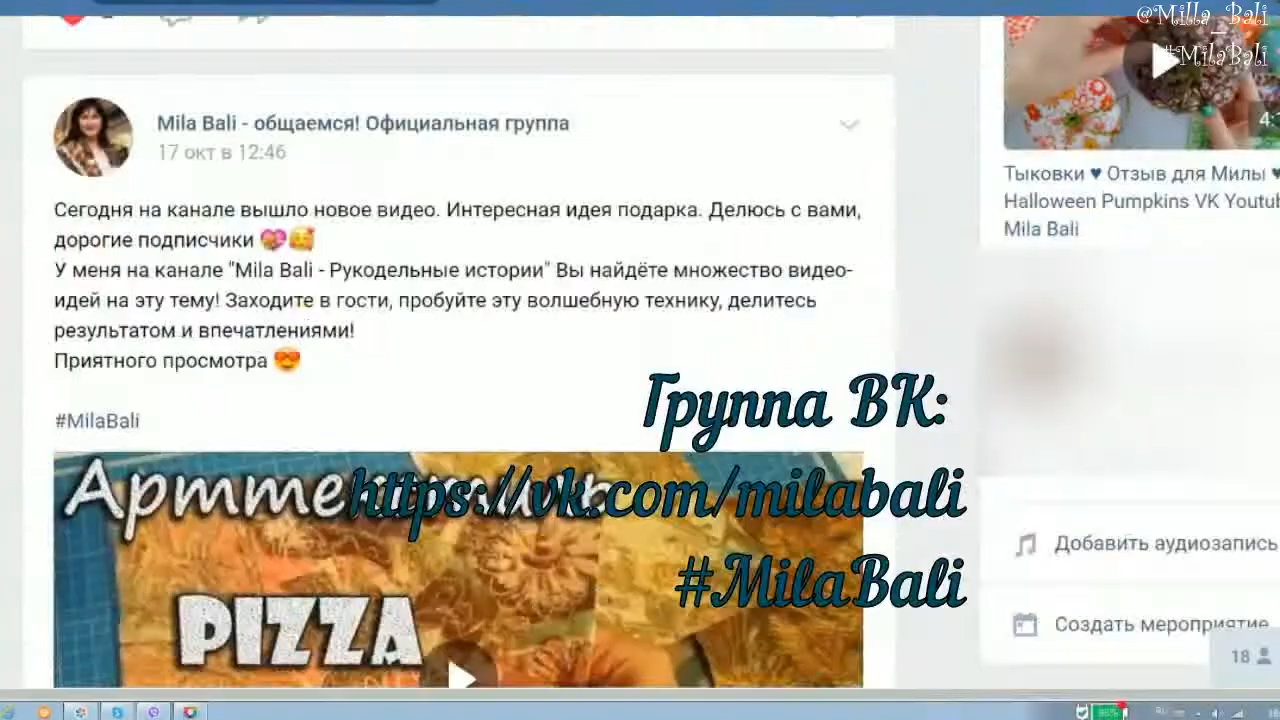 @Milla_Bali
#MilaBali
Mila Bali - общаемся! Официальная группа
17 окт в 12:46
Сегодня на канале вышло новое видео. Интересная идея подарка. Делюсь с вами,
дорогие подписчики 💝🥰
У меня на канале "Mila Bali - Рукодельные истории" Вы найдёте множество видео-
идей на эту тему! Заходите в гости, пробуйте эту волшебную технику, делитесь
результатом и впечатлениями!
Приятного просмотра 😍
#MilaBali
PIZZA
Группа ВК:
https://vk.com/milabali
#MilaBali
Тыковки ♥ Отзыв для Милы ♥
Halloween Pumpkins VK
Mila Bali
Добавить аудиозапись
Создать мероприятие
18